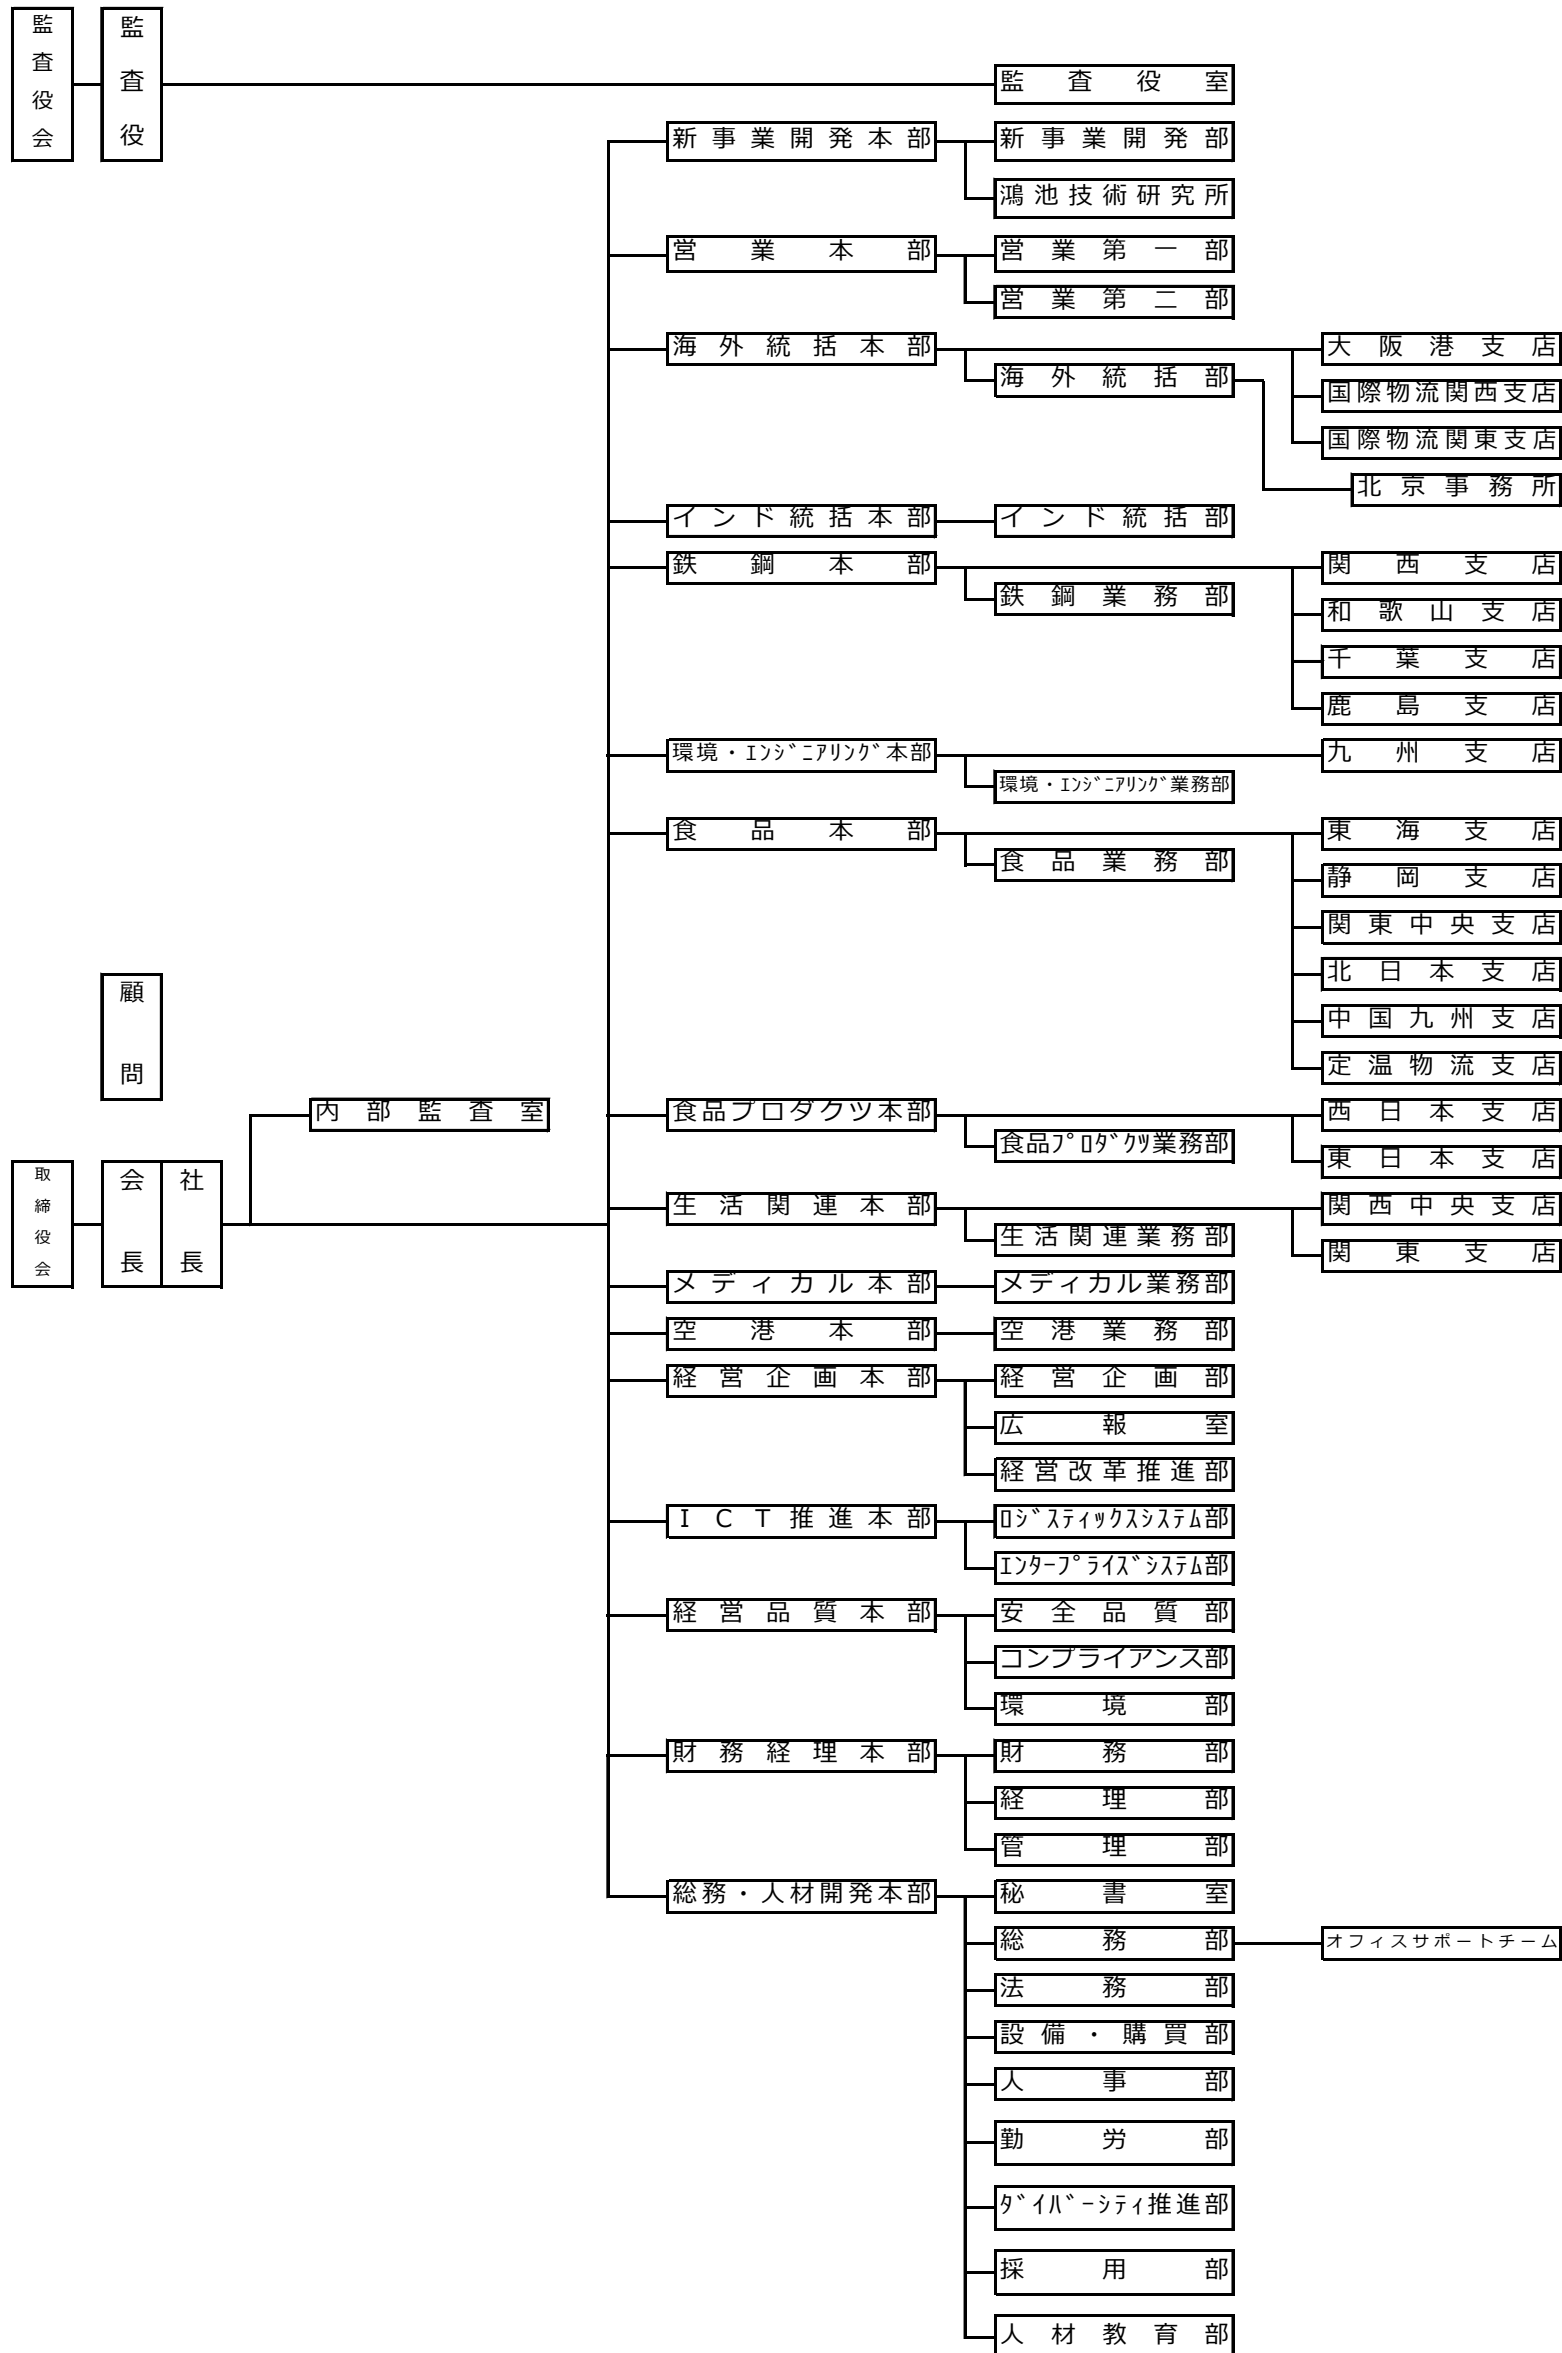 監査役会
監査役
監査役室
新事業開発本部
新事業開発部
鴻池技術研究所
営業本部
営業第一部
営業第二部
海外統括本部
大阪港支店
海外統括部
国際物流関西支店
国際物流関東支店
北京事務所
インド統括本部
インド統括部
鉄鋼本部
関西支店
鉄鋼業務部
和歌山支店
千葉支店
鹿島支店
環境・ｴﾝｼﾞﾆｱﾘﾝｸﾞ本部
九州支店
環境・ｴﾝｼﾞﾆｱﾘﾝｸﾞ業務部
食品本部
東海支店
食品業務部
静岡支店
関東中央支店
北日本支店
中国九州支店
定温物流支店
顧問
内部監査室
食品プロダクツ本部
西日本支店
食品ﾌﾟﾛﾀﾞｸﾂ業務部
東日本支店
取締役会
会長
社長
生活関連本部
関西中央支店
生活関連業務部
関東支店
メディカル本部
メディカル業務部
空港本部
空港業務部
経営企画本部
経営企画部
広報室
経営改革推進部
ＩＣＴ推進本部
ﾛｼﾞｽﾃｨｯｸｽｼｽﾃﾑ部
ｴﾝﾀｰﾌﾟﾗｲｽﾞｼｽﾃﾑ部
経営品質本部
安全品質部
コンプライアンス部
環境部
財務経理本部
財務部
経理部
管理部
総務・人材開発本部
秘書室
総務部
オフィスサポートチーム
法務部
設備・購買部
人事部
勤労部
ﾀﾞｲﾊﾞｰｼﾃｨ推進部
採用部
人材教育部